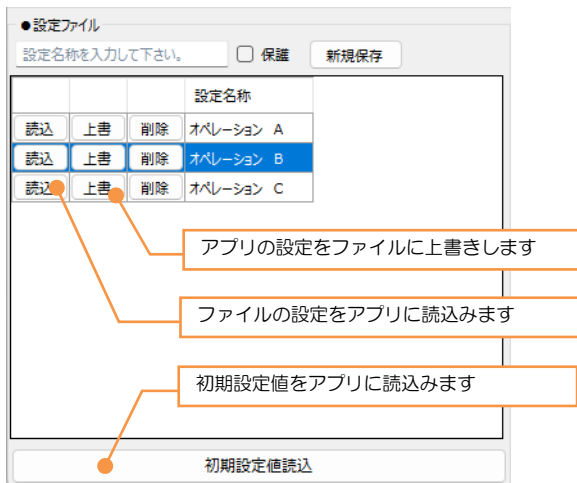 ●設定ファイル
設定名称を入力して下さい。 保護 新規保存
設定名称
読込 上書 削除 オペレーション A
読込 上書 削除 オペレーション B
読込 上書 削除 オペレーション C
アプリの設定をファイルに上書きします
ファイルの設定をアプリに読込みます
初期設定値をアプリに読込みます
初期設定値読込